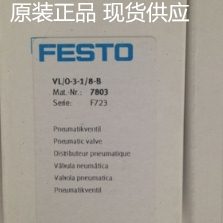 原装正品 现货供应
FESTO
VL/O-3-1/8-B
Mat.-Nr.: 7803
Serie: F723
Pneumatikventil
Pneumatic valve
Distributeur pneumatique
Válvula neumática
Valvola pneumatica
Pneumatikventil